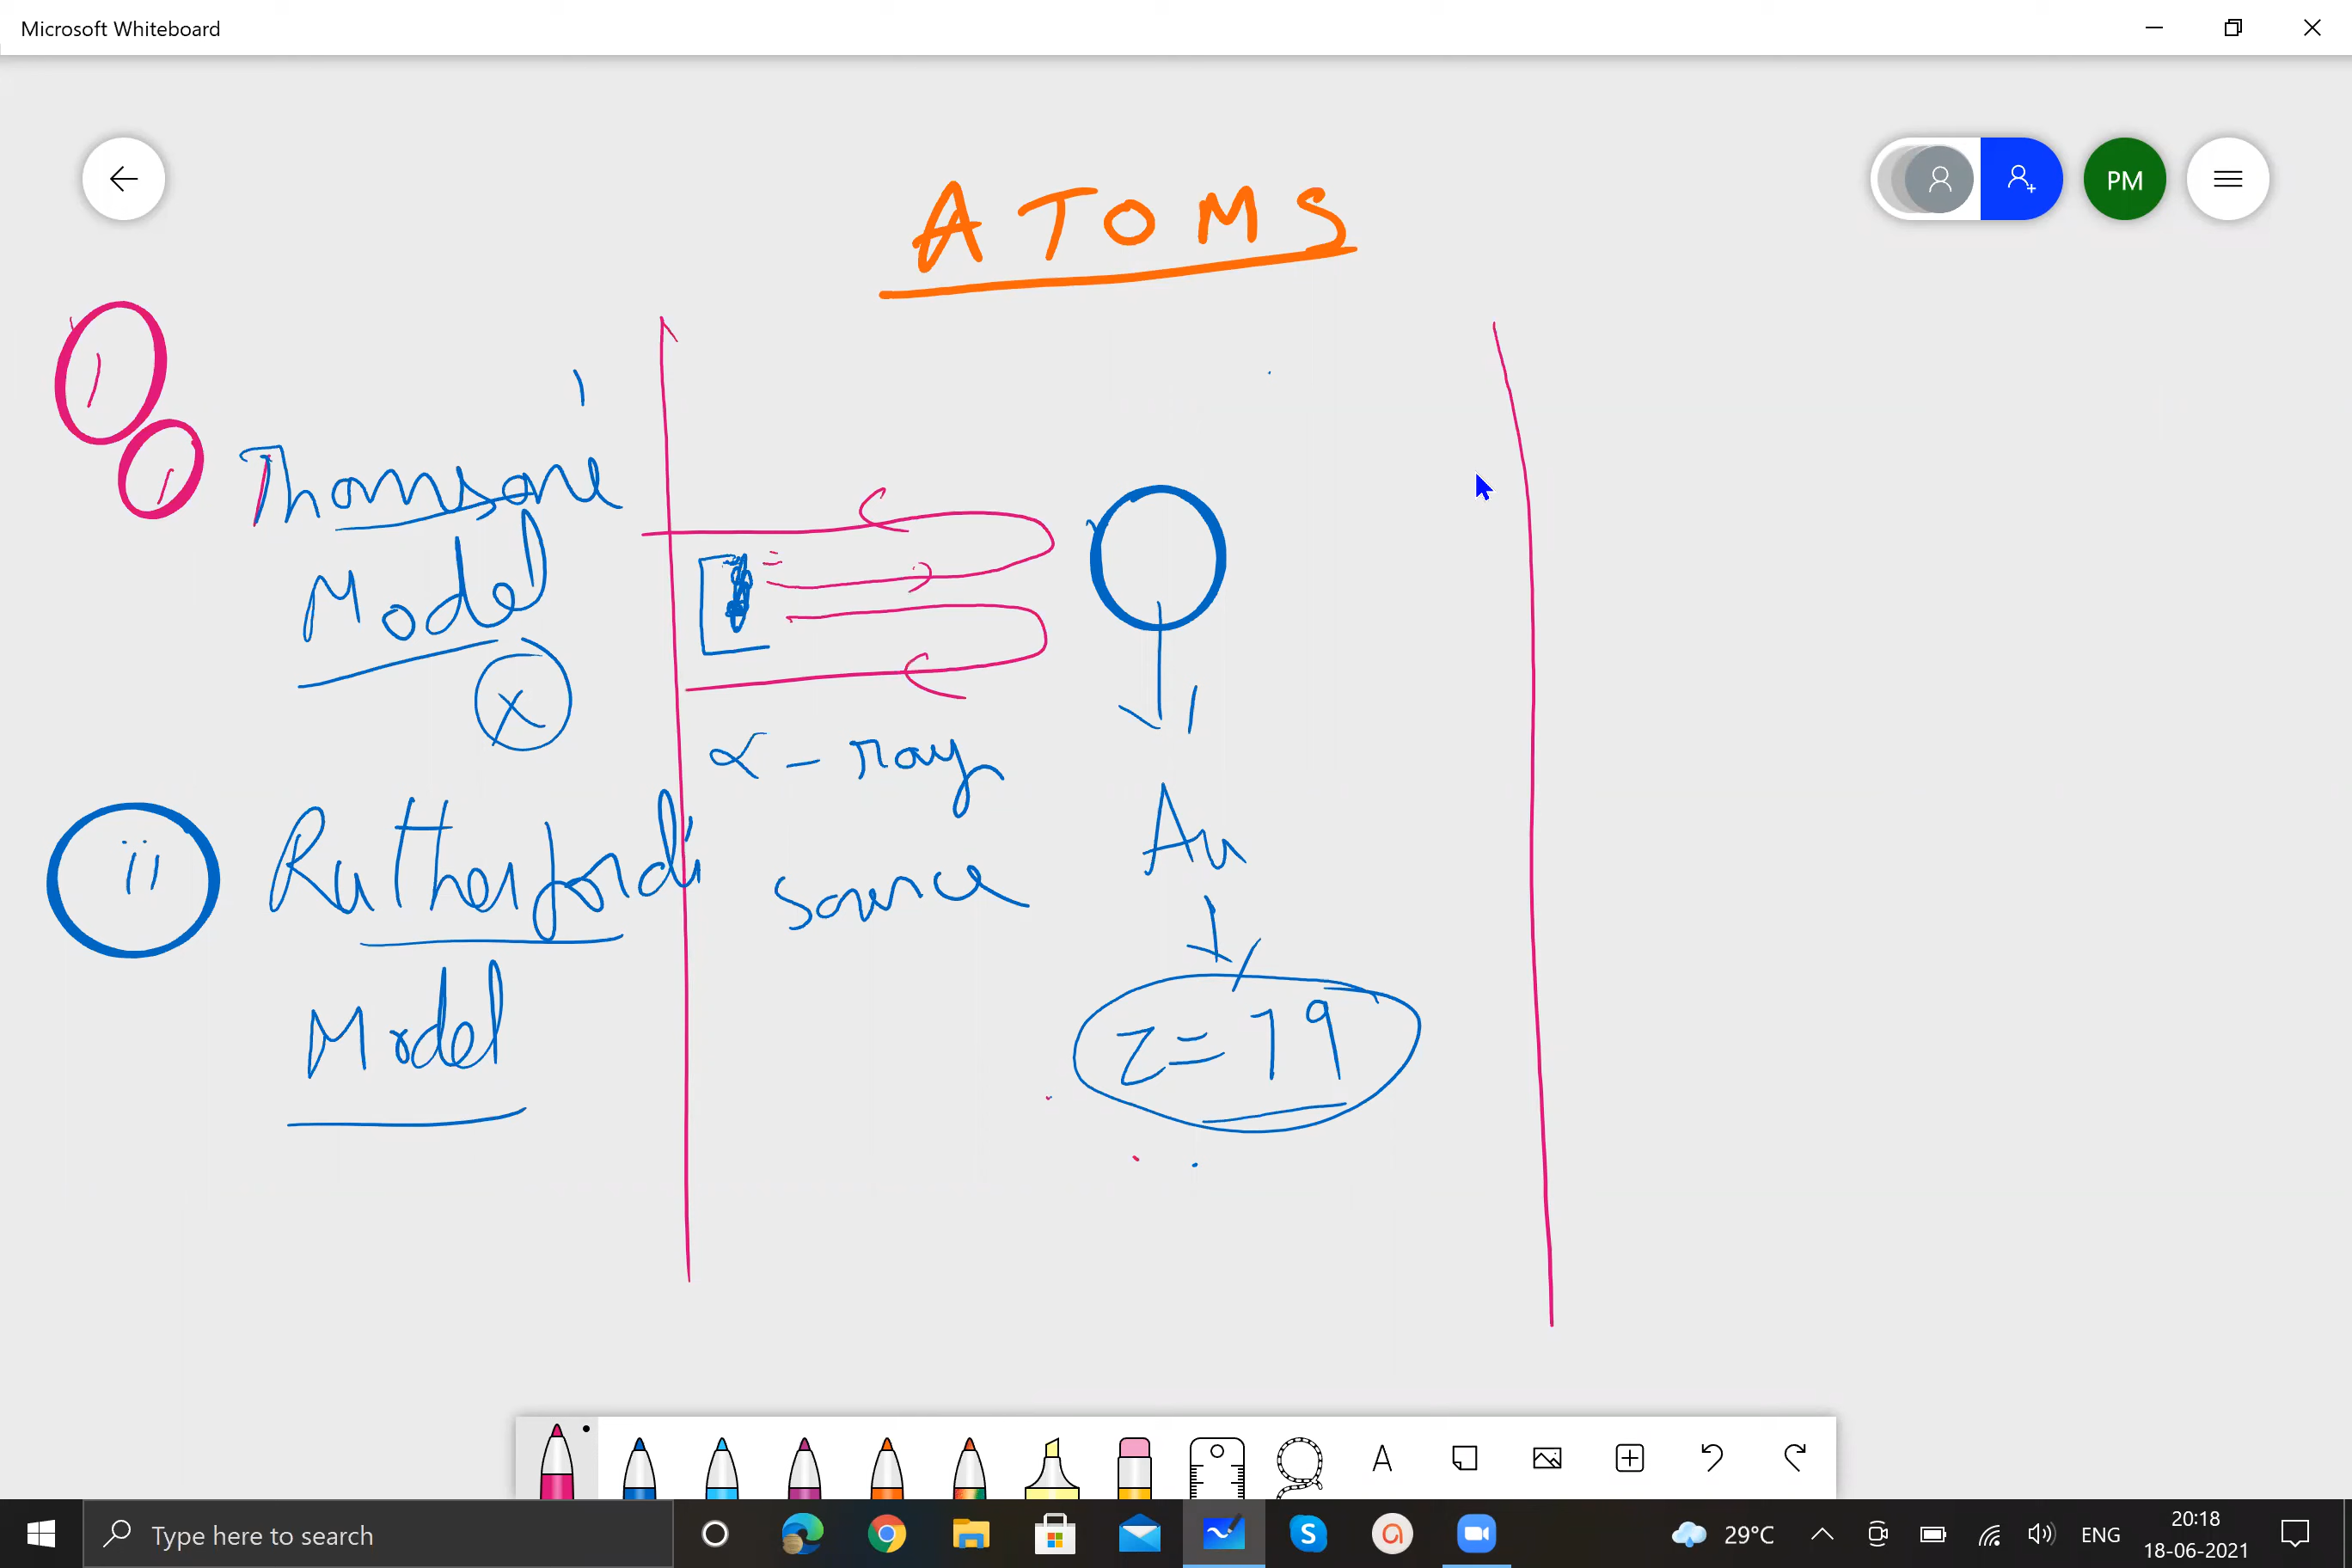 Microsoft Whiteboard
PM
ATOMS
1
i
Thomson's
Model
X
α - ray
source
Au
Z = 79
ii
Rutherford's
Model
A
Type here to search
S
a
29°C
ENG
20:18
18-06-2021